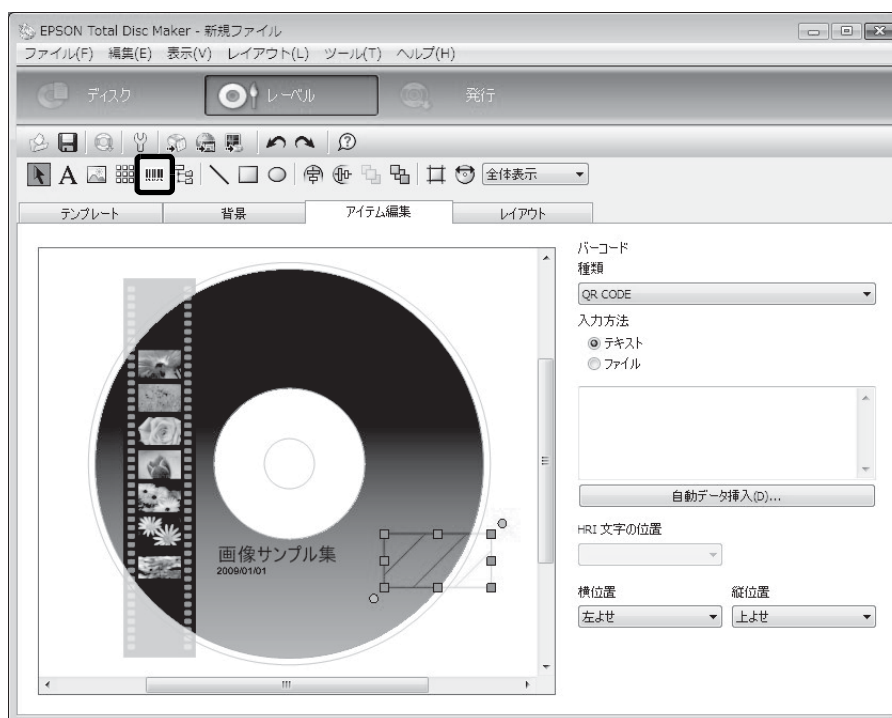 EPSON Total Disc Maker - 新規ファイル
ファイル(F) 編集(E) 表示(V) レイアウト(L) ツール(T) ヘルプ(H)
ディスク レーベル 発行
A 全体表示
テンプレート 背景 アイテム編集 レイアウト
バーコード
種類
QR CODE
入力方法
テキスト
ファイル
自動データ挿入(D)...
HRI 文字の位置
画像サンプル集
2009/01/01
横位置 縦位置
左よせ 上よせ